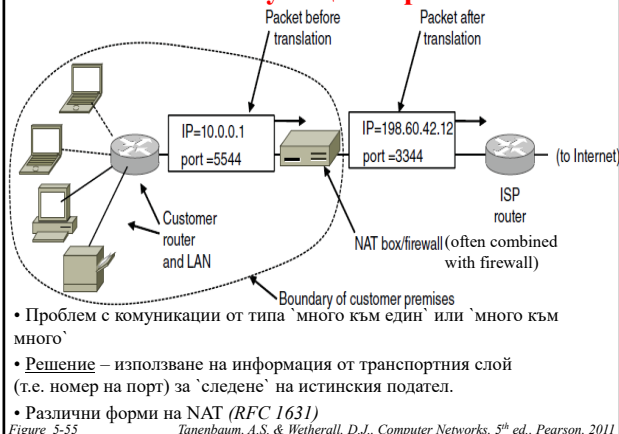 Packet before
translation
Packet after
translation
IP=10.0.0.1
port =5544
IP=198.60.42.12
port =3344
(to Internet)
ISP
router
Customer
router
and LAN
NAT box/firewall (often combined
with firewall)
Boundary of customer premises
• Проблем с комуникации от типа `много към един` или `много към
много`
• Решение – използване на информация от транспортния слой
(т.е. номер на порт) за `следене` на истинския подател.
• Различни форми на NAT (RFC 1631)
Figure 5-55 Tanenbaum, A.S. & Wetherall, D.J., Computer Networks, 5th ed., Pearson, 2011